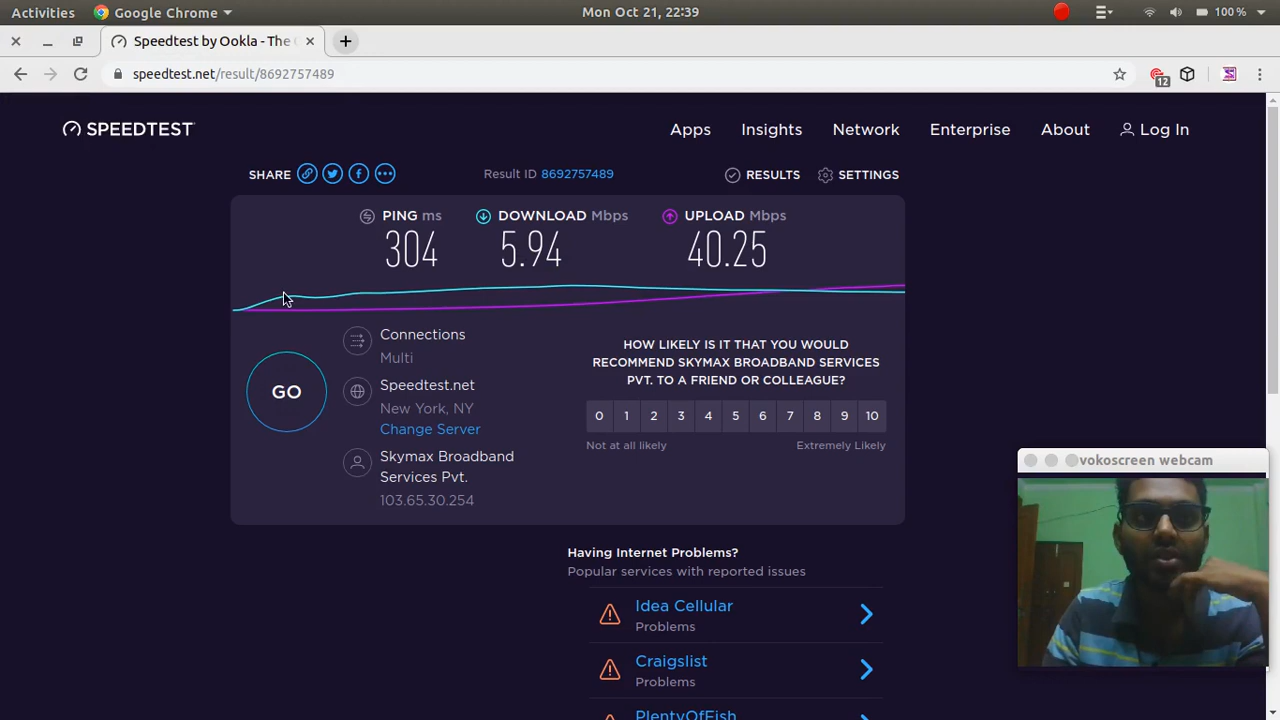 Activities
Google Chrome
Mon Oct 21, 22:39
100 %
Speedtest by Ookla - The
speedtest.net/result/8692757489
12
SPEEDTEST
Apps
Insights
Network
Enterprise
About
Log In
SHARE
Result ID 8692757489
RESULTS
SETTINGS
PING ms
DOWNLOAD Mbps
UPLOAD Mbps
304
5.94
40.25
GO
Connections
Multi
Speedtest.net
New York, NY
Change Server
Skymax Broadband
Services Pvt.
103.65.30.254
HOW LIKELY IS IT THAT YOU WOULD
RECOMMEND SKYMAX BROADBAND SERVICES
PVT. TO A FRIEND OR COLLEAGUE?
0 1 2 3 4 5 6 7 8 9 10
Not at all likely
Extremely Likely
vokoscreen webcam
Having Internet Problems?
Popular services with reported issues
Idea Cellular
Problems
Craigslist
Problems
PlentyOfFish